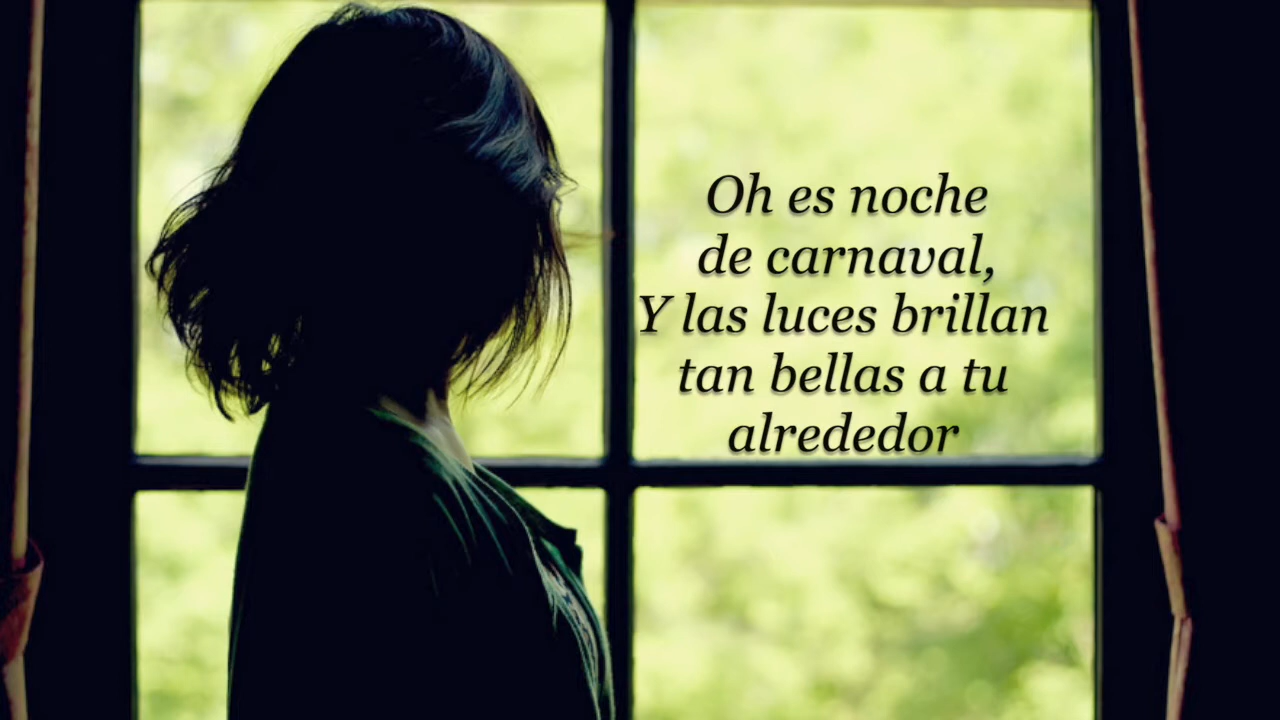 Oh es noche
de carnaval,
Y las luces brillan
tan bellas a tu
alrededor